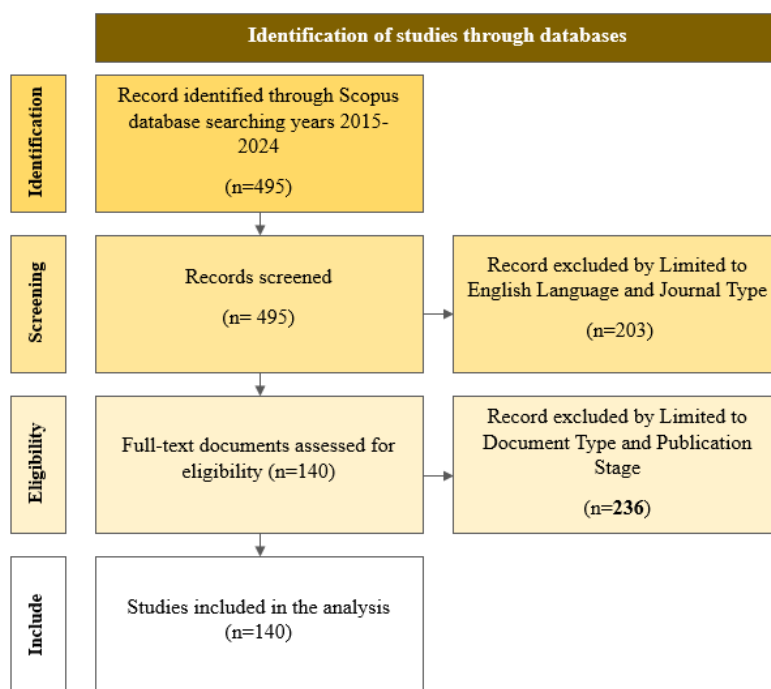 Identification of studies through databases
Identification
Record identified through Scopus
database searching years 2015-
2024
(n=495)
Screening
Records screened
(n= 495)
Record excluded by Limited to
English Language and Journal Type
(n=203)
Eligibility
Full-text documents assessed for
eligibility (n=140)
Record excluded by Limited to
Document Type and Publication
Stage
(n=236)
Include
Studies included in the analysis
(n=140)